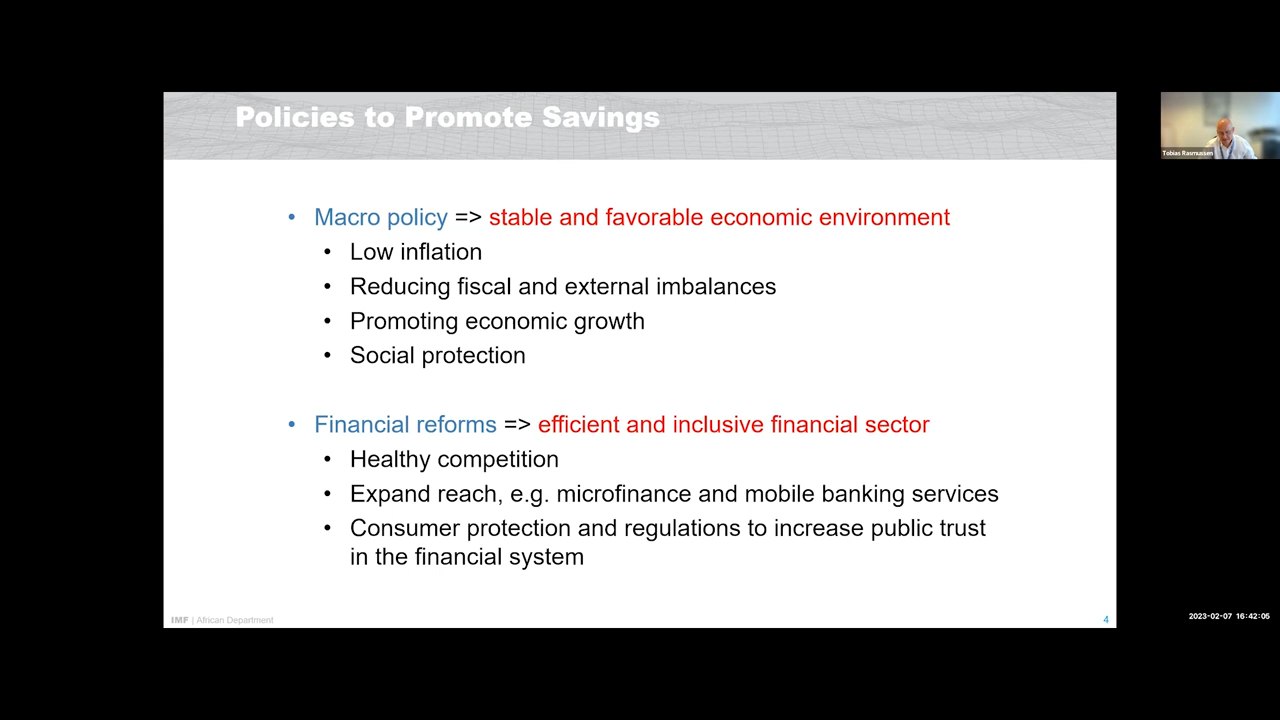 Policies to Promote Savings
• Macro policy => stable and favorable economic environment
• Low inflation
• Reducing fiscal and external imbalances
• Promoting economic growth
• Social protection
• Financial reforms => efficient and inclusive financial sector
• Healthy competition
• Expand reach, e.g. microfinance and mobile banking services
• Consumer protection and regulations to increase public trust
in the financial system
IMF | African Department
4
Tobias Rasmussen
2023-02-07 16:42:05